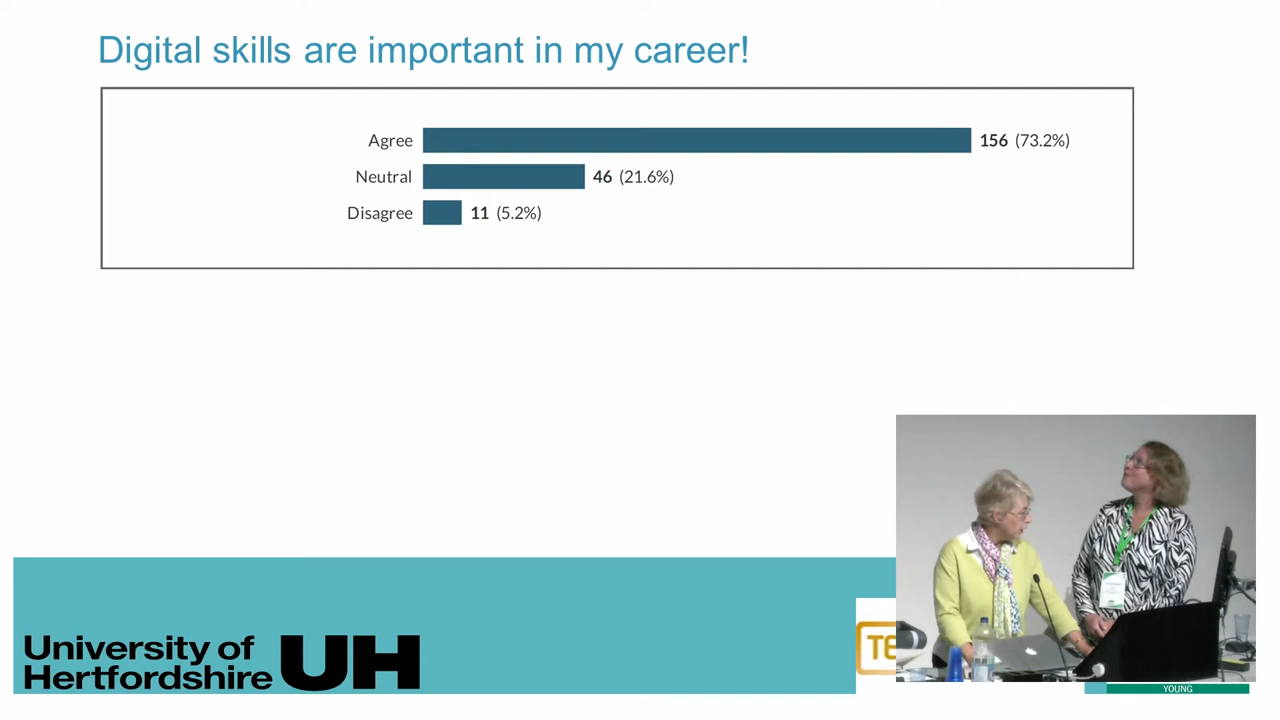 Digital skills are important in my career!
Agree 156 (73.2%)
Neutral 46 (21.6%)
Disagree 11 (5.2%)
University of
Hertfordshire UH
TE
YOUNG